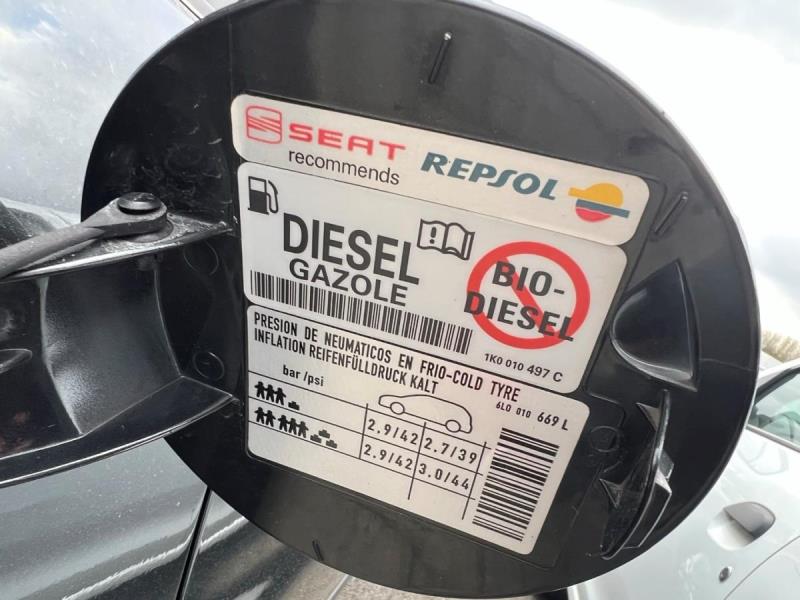 SEAT
recommends REPSOL
DIESEL
GAZOLE
BIO-
DIESEL
1K0 010 497 C
PRESION DE NEUMATICOS EN FRIO-COLD TYRE
INFLATION REIFENFÜLLDRUCK KALT
6L0 010 669 L
bar/psi
2.9/42 2.7/39
2.9/42 3.0/44